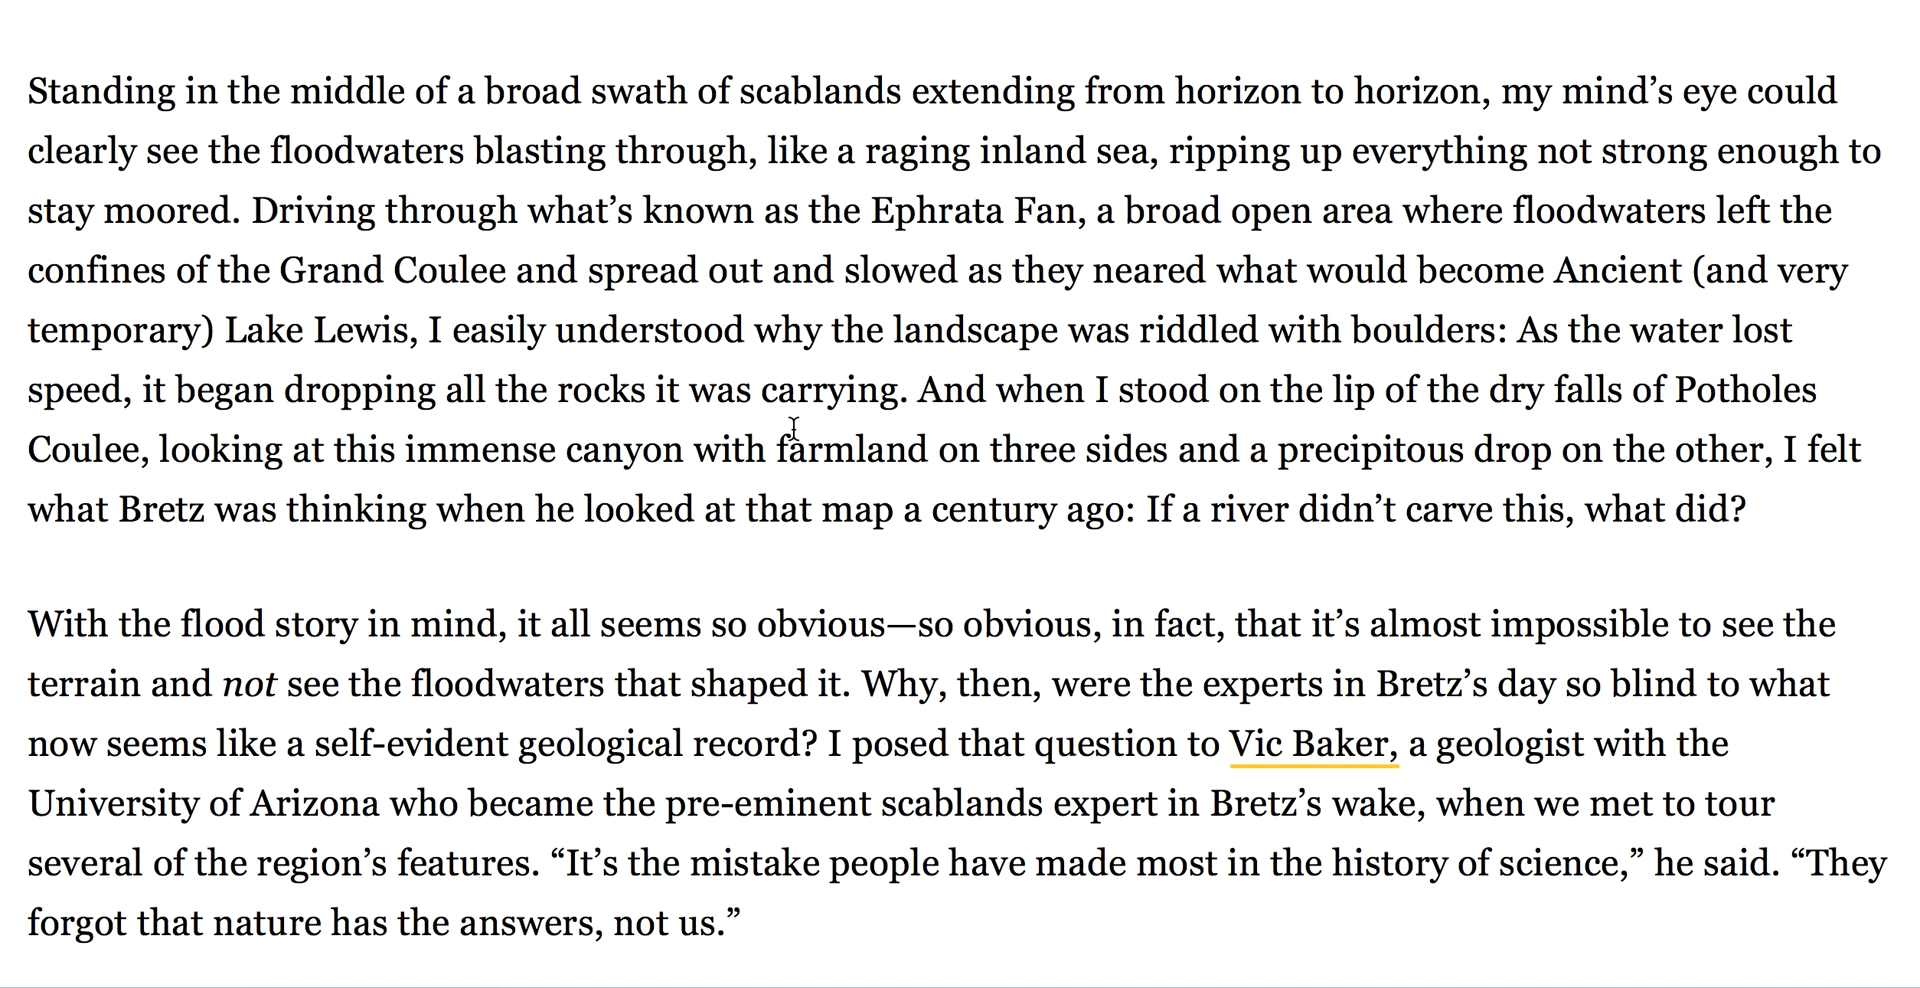 Standing in the middle of a broad swath of scablands extending from horizon to horizon, my mind’s eye could
clearly see the floodwaters blasting through, like a raging inland sea, ripping up everything not strong enough to
stay moored. Driving through what’s known as the Ephrata Fan, a broad open area where floodwaters left the
confines of the Grand Coulee and spread out and slowed as they neared what would become Ancient (and very
temporary) Lake Lewis, I easily understood why the landscape was riddled with boulders: As the water lost
speed, it began dropping all the rocks it was carrying. And when I stood on the lip of the dry falls of Potholes
Coulee, looking at this immense canyon with farmland on three sides and a precipitous drop on the other, I felt
what Bretz was thinking when he looked at that map a century ago: If a river didn’t carve this, what did?
With the flood story in mind, it all seems so obvious—so obvious, in fact, that it’s almost impossible to see the
terrain and not see the floodwaters that shaped it. Why, then, were the experts in Bretz’s day so blind to what
now seems like a self-evident geological record? I posed that question to Vic Baker, a geologist with the
University of Arizona who became the pre-eminent scablands expert in Bretz’s wake, when we met to tour
several of the region’s features. “It’s the mistake people have made most in the history of science,” he said. “They
forgot that nature has the answers, not us.”